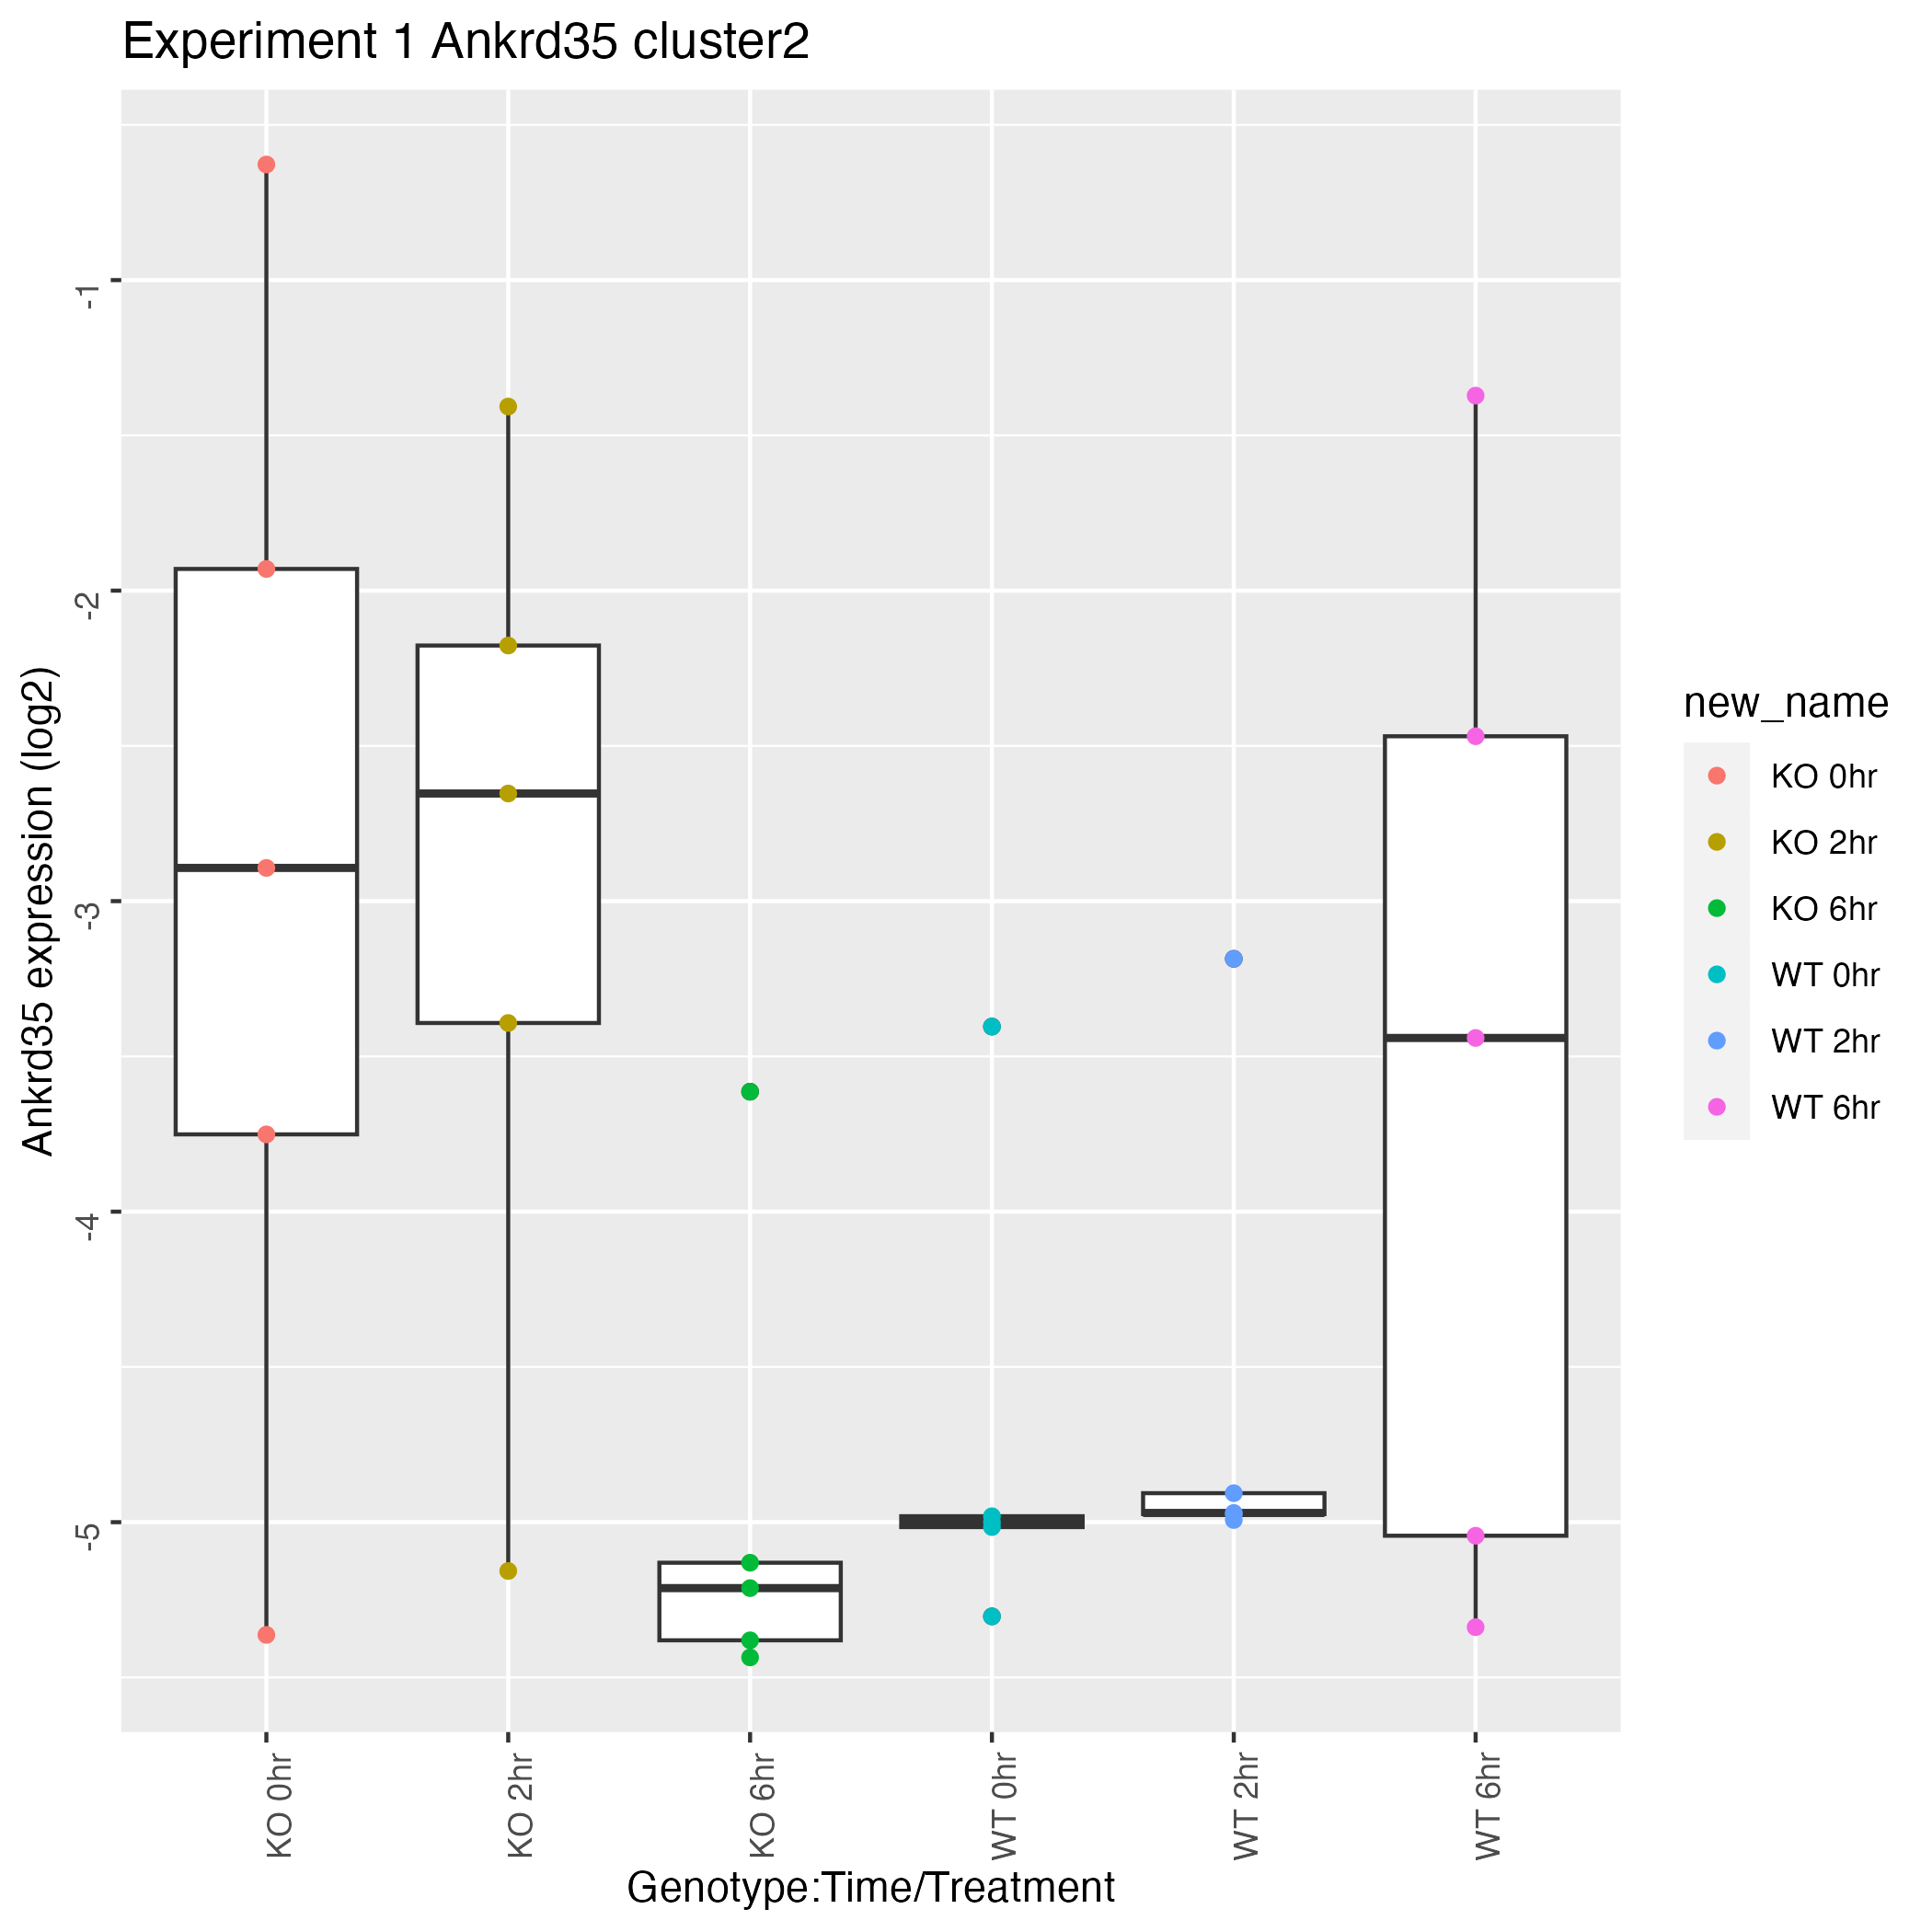 Experiment 1 Ankrd35 cluster2
Ankrd35 expression (log2)
-1
-2
-3
-4
-5
KO 0hr
KO 2hr
KO 6hr
WT 0hr
WT 2hr
WT 6hr
Genotype:Time/Treatment
new_name
KO 0hr
KO 2hr
KO 6hr
WT 0hr
WT 2hr
WT 6hr